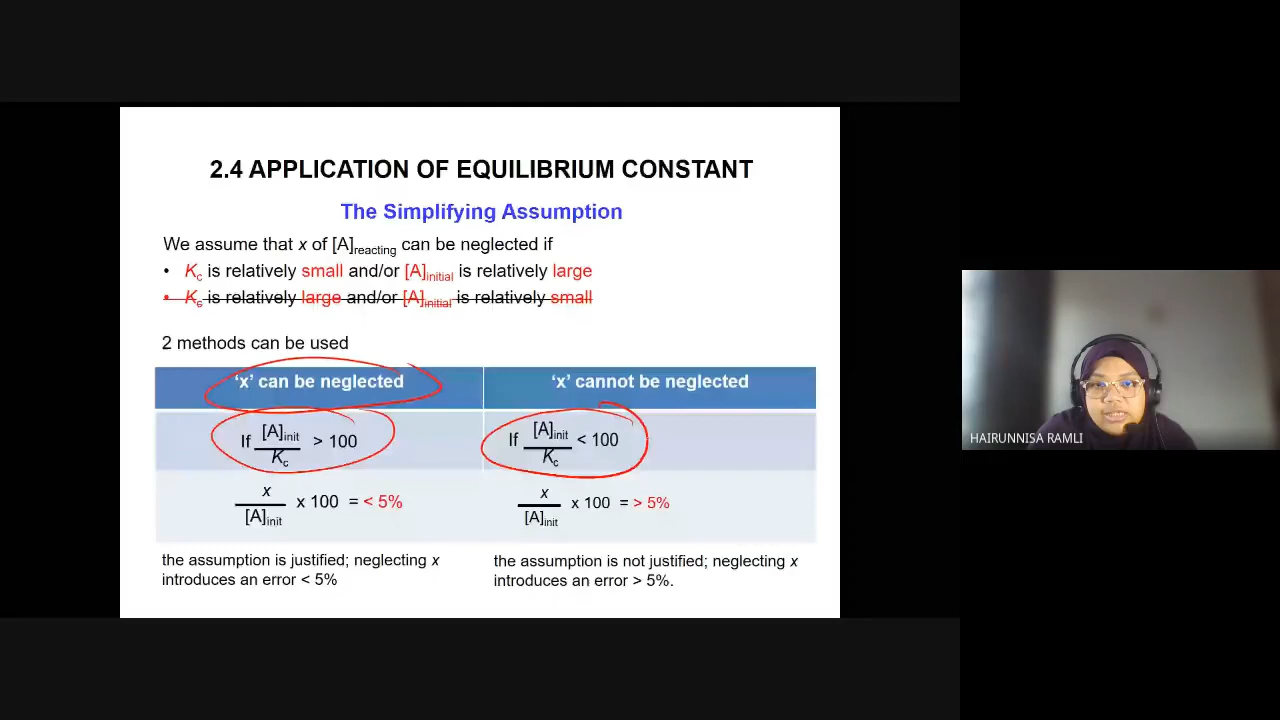 2.4 APPLICATION OF EQUILIBRIUM CONSTANT
The Simplifying Assumption
We assume that x of [A]reacting can be neglected if
• Kc is relatively small and/or [A]initial is relatively large
• Kc is relatively large and/or [A]initial is relatively small
2 methods can be used
'x' can be neglected
'x' cannot be neglected
If [A]init / Kc > 100
If [A]init / Kc < 100
x / [A]init x 100 = < 5%
x / [A]init x 100 = > 5%
the assumption is justified; neglecting x
introduces an error < 5%
the assumption is not justified; neglecting x
introduces an error > 5%.
HAIRUNNISA RAMLI